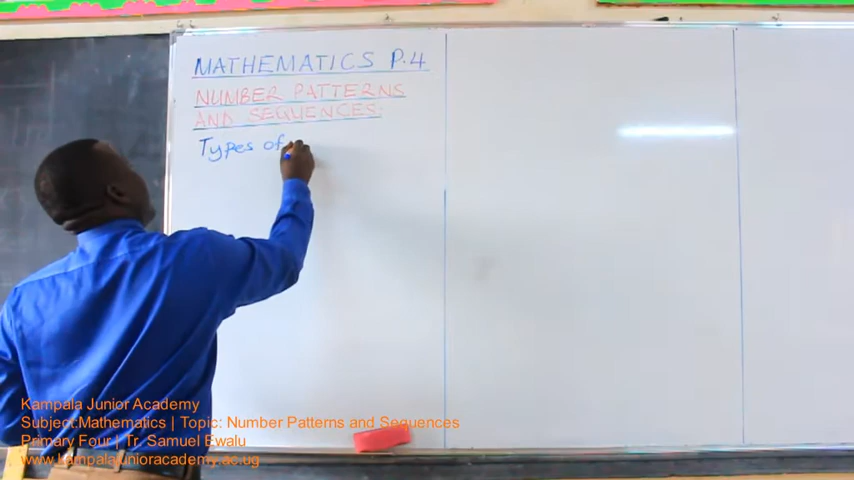 MATHEMATICS P.4
NUMBER PATTERNS
AND SEQUENCES.
Types of
Kampala Junior Academy
Subject:Mathematics | Topic: Number Patterns and Sequences
Primary Four | Tr. Samuel Ewalu
www.kampalajunioracademy.ac.ug